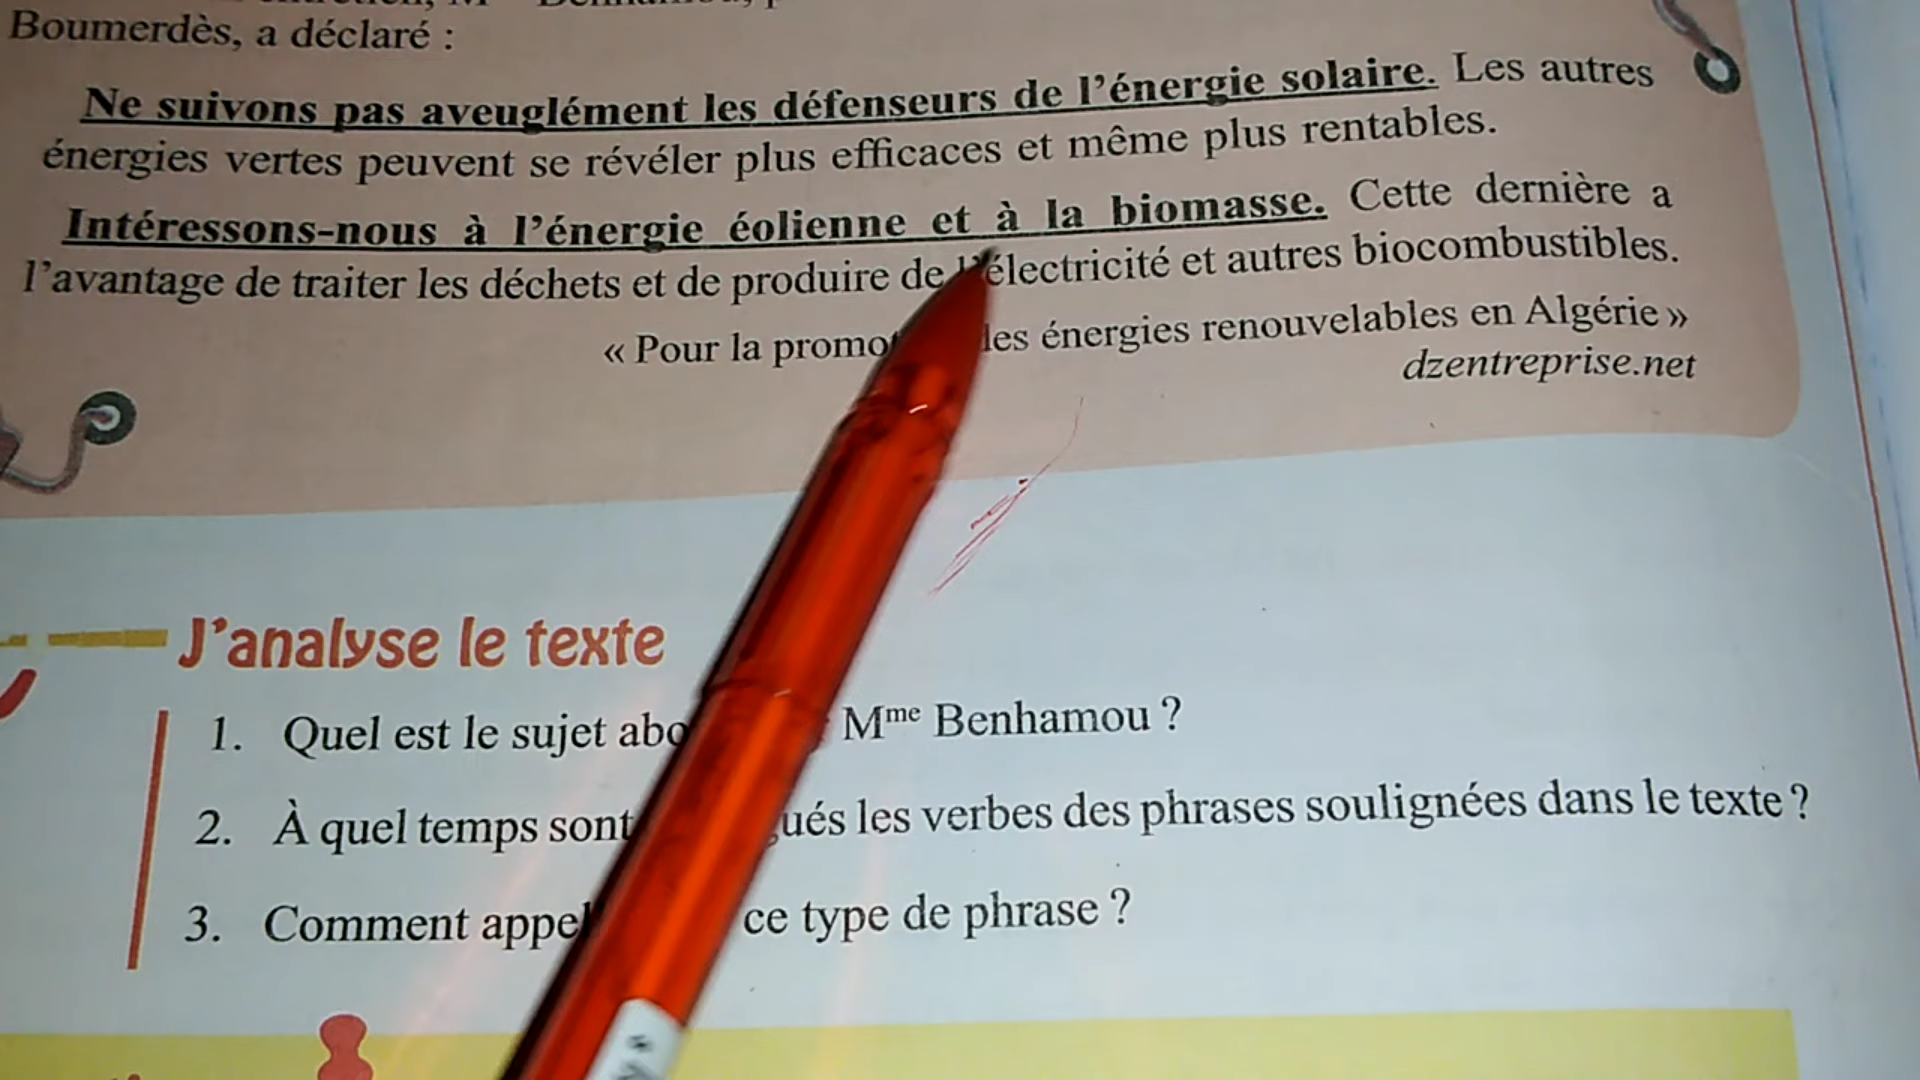 Boumerdès, a déclaré :
Ne suivons pas aveuglément les défenseurs de l’énergie solaire. Les autres
énergies vertes peuvent se révéler plus efficaces et même plus rentables.
Intéressons-nous à l’énergie éolienne et à la biomasse. Cette dernière a
l’avantage de traiter les déchets et de produire de l’électricité et autres biocombustibles.
« Pour la promo les énergies renouvelables en Algérie »
dzentreprise.net
J’analyse le texte
1. Quel est le sujet abo Mme Benhamou ?
2. À quel temps sont gués les verbes des phrases soulignées dans le texte ?
3. Comment appel ce type de phrase ?